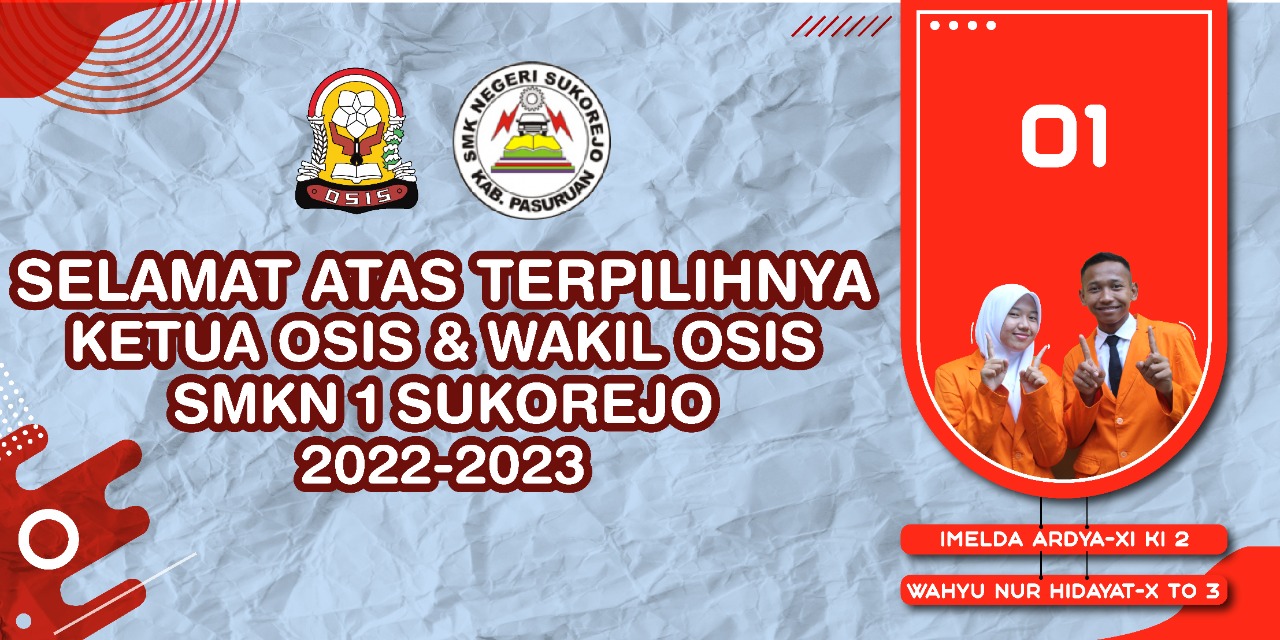 OSIS
SMK NEGERI SUKOREJO
KAB. PASURUAN
SELAMAT ATAS TERPILIHNYA
KETUA OSIS & WAKIL OSIS
SMKN 1 SUKOREJO
2022-2023
01
IMELDA ARDYA-XI KI 2
WAHYU NUR HIDAYAT-X TO 3